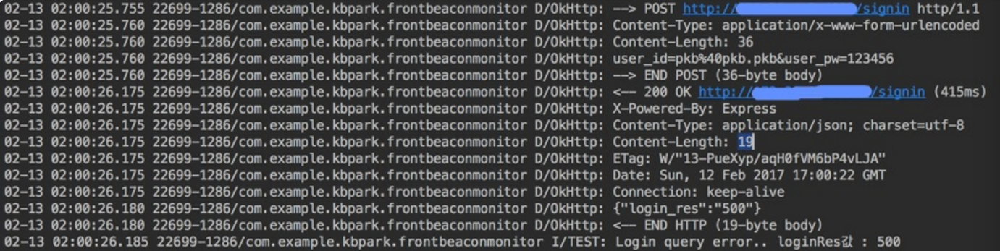 02-13 02:00:25.755 22699-1286/com.example.kbpark.frontbeaconmonitor D/OkHttp: --> POST http:// /signin http/1.1
02-13 02:00:25.760 22699-1286/com.example.kbpark.frontbeaconmonitor D/OkHttp: Content-Type: application/x-www-form-urlencoded
02-13 02:00:25.760 22699-1286/com.example.kbpark.frontbeaconmonitor D/OkHttp: Content-Length: 36
02-13 02:00:25.760 22699-1286/com.example.kbpark.frontbeaconmonitor D/OkHttp: user_id=pkb%40pkb.pkb&user_pw=123456
02-13 02:00:25.760 22699-1286/com.example.kbpark.frontbeaconmonitor D/OkHttp: --> END POST (36-byte body)
02-13 02:00:26.175 22699-1286/com.example.kbpark.frontbeaconmonitor D/OkHttp: <-- 200 OK http:// /signin (415ms)
02-13 02:00:26.175 22699-1286/com.example.kbpark.frontbeaconmonitor D/OkHttp: X-Powered-By: Express
02-13 02:00:26.175 22699-1286/com.example.kbpark.frontbeaconmonitor D/OkHttp: Content-Type: application/json; charset=utf-8
02-13 02:00:26.175 22699-1286/com.example.kbpark.frontbeaconmonitor D/OkHttp: Content-Length: 19
02-13 02:00:26.175 22699-1286/com.example.kbpark.frontbeaconmonitor D/OkHttp: ETag: W/"13-PueXyp/aqH0fVM6bP4vLJA"
02-13 02:00:26.175 22699-1286/com.example.kbpark.frontbeaconmonitor D/OkHttp: Date: Sun, 12 Feb 2017 17:00:22 GMT
02-13 02:00:26.175 22699-1286/com.example.kbpark.frontbeaconmonitor D/OkHttp: Connection: keep-alive
02-13 02:00:26.180 22699-1286/com.example.kbpark.frontbeaconmonitor D/OkHttp: {"login_res":"500"}
02-13 02:00:26.180 22699-1286/com.example.kbpark.frontbeaconmonitor D/OkHttp: <-- END HTTP (19-byte body)
02-13 02:00:26.185 22699-1286/com.example.kbpark.frontbeaconmonitor I/TEST: Login query error.. loginRes값 : 500